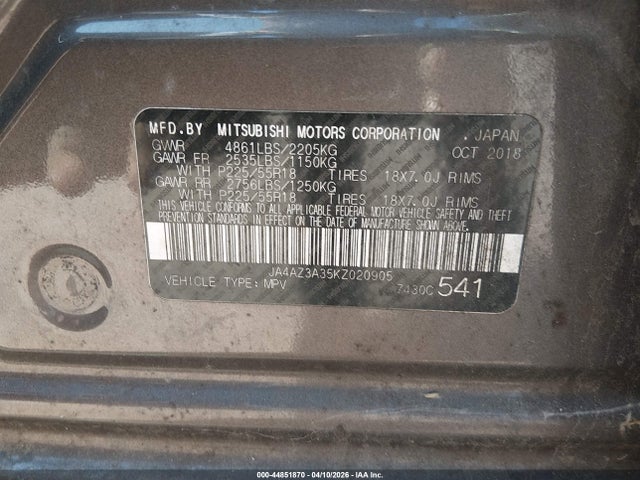 MFD.BY MITSUBISHI MOTORS CORPORATION . JAPAN
GVWR 4861LBS/2205KG OCT 2018
GAWR FR 2535LBS/1150KG
WITH P225/55R18 TIRES 18X7.0J RIMS
GAWR RR 2756LBS/1250KG
WITH P225/55R18 TIRES 18X7.0J RIMS
THIS VEHICLE CONFORMS TO ALL APPLICABLE FEDERAL MOTOR VEHICLE SAFETY AND THEFT
PREVENTION STANDARDS IN EFFECT ON THE DATE OF MANUFACTURE SHOWN ABOVE.
JA4AZ3A35KZ020905
VEHICLE TYPE: MPV Z430C 541
000-44851870 - 04/10/2026 - IAA Inc.